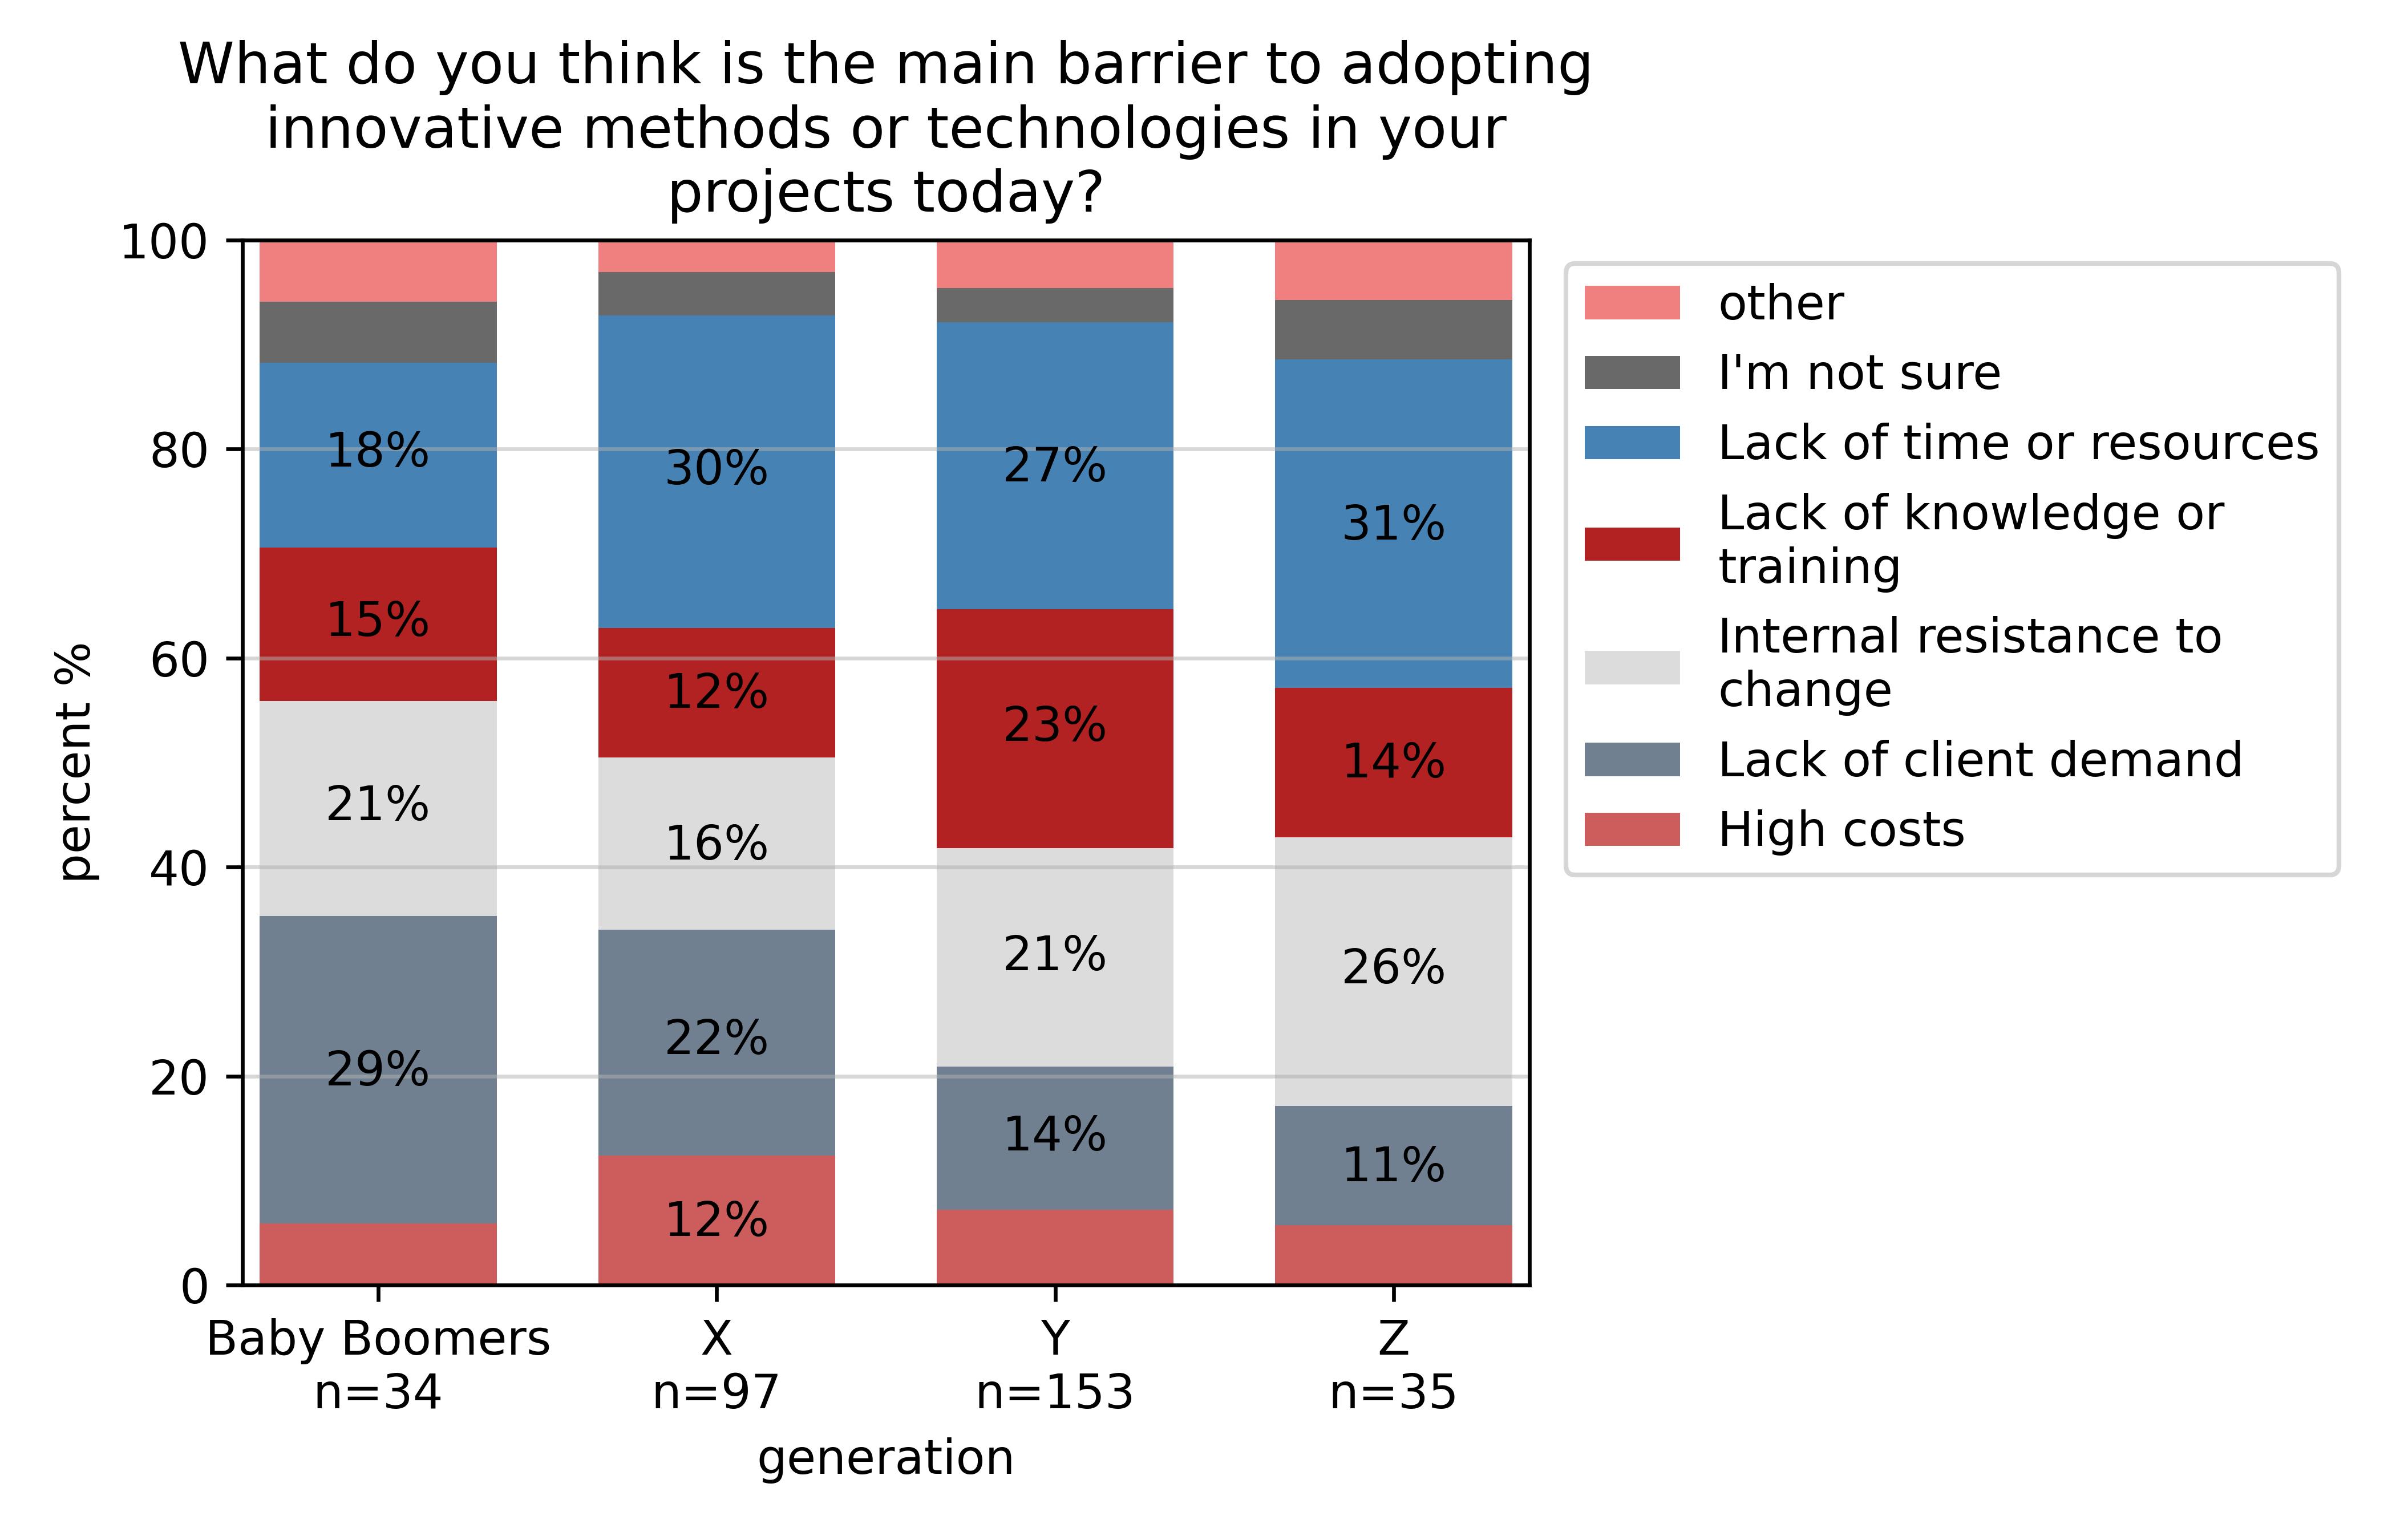 What do you think is the main barrier to adopting
innovative methods or technologies in your
projects today?
100
80
60
40
20
0
percent %
18%
15%
21%
29%
30%
12%
16%
22%
12%
27%
23%
21%
14%
31%
14%
26%
11%
Baby Boomers
n=34
X
n=97
Y
n=153
Z
n=35
generation
other
I'm not sure
Lack of time or resources
Lack of knowledge or
training
Internal resistance to
change
Lack of client demand
High costs